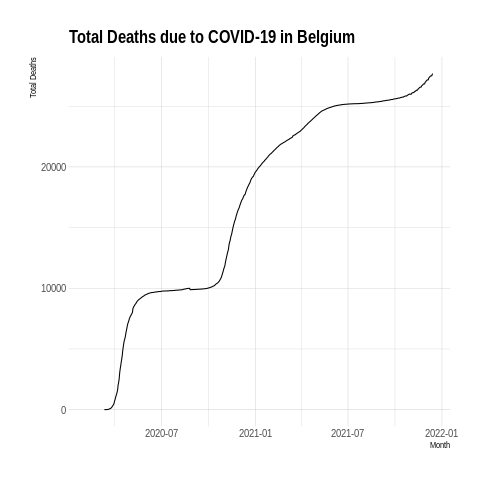 Total Deaths due to COVID-19 in Belgium
Total Deaths
20000
10000
0
2020-07 2021-01 2021-07 2022-01
Month